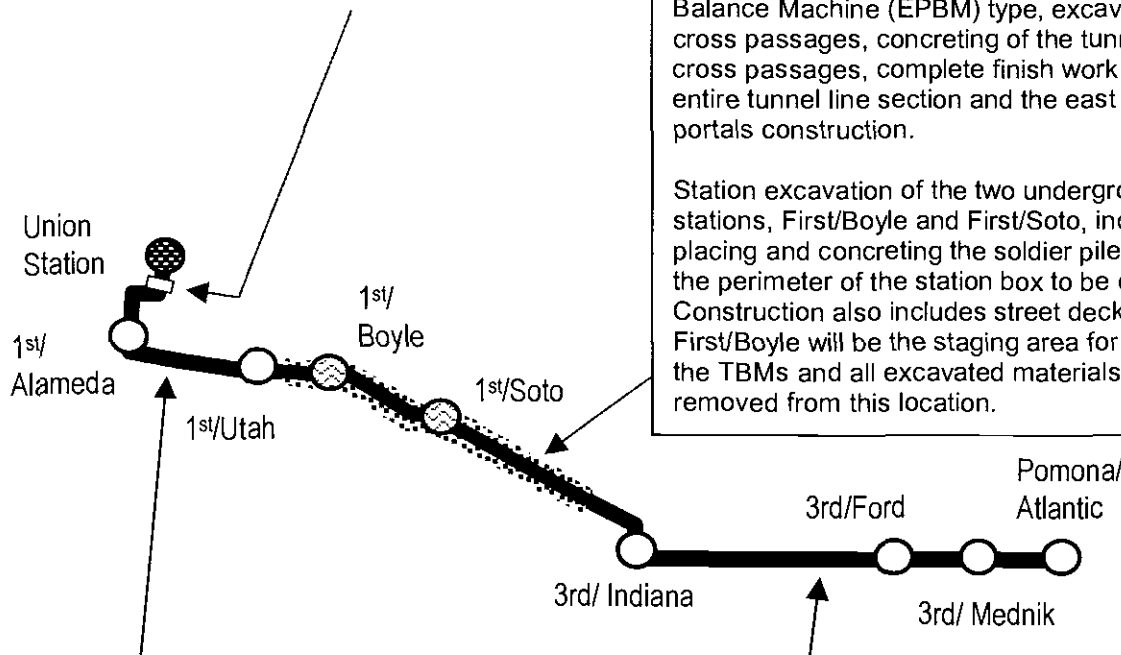 Balance Machine (EPBM) type, excav
cross passages, concreting of the tunn
cross passages, complete finish work
entire tunnel line section and the east
portals construction.
Station excavation of the two undergro
stations, First/Boyle and First/Soto, inc
placing and concreting the soldier pile
the perimeter of the station box to be
Construction also includes street deck
First/Boyle will be the staging area for
the TBMs and all excavated materials
removed from this location.
Union
Station
1st/
Boyle
1st/
Alameda
1st/Utah
1st/Soto
3rd/Ford
Pomona/
Atlantic
3rd/ Indiana
3rd/ Mednik